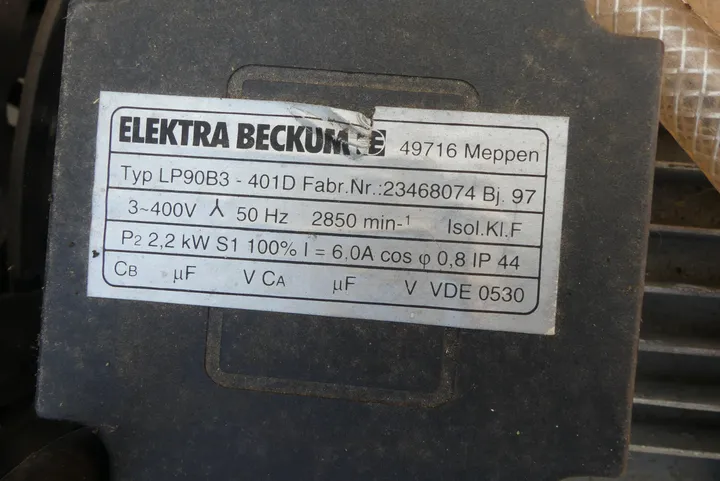 ELEKTRA BECKUM 49716 Meppen
Typ LP90B3 - 401D Fabr.Nr.:23468074 Bj. 97
3~400V ⅄ 50 Hz 2850 min-¹ Isol.Kl.F
P2 2,2 kW S1 100% I = 6,0A cos φ 0,8 IP 44
CB µF V CA µF V VDE 0530